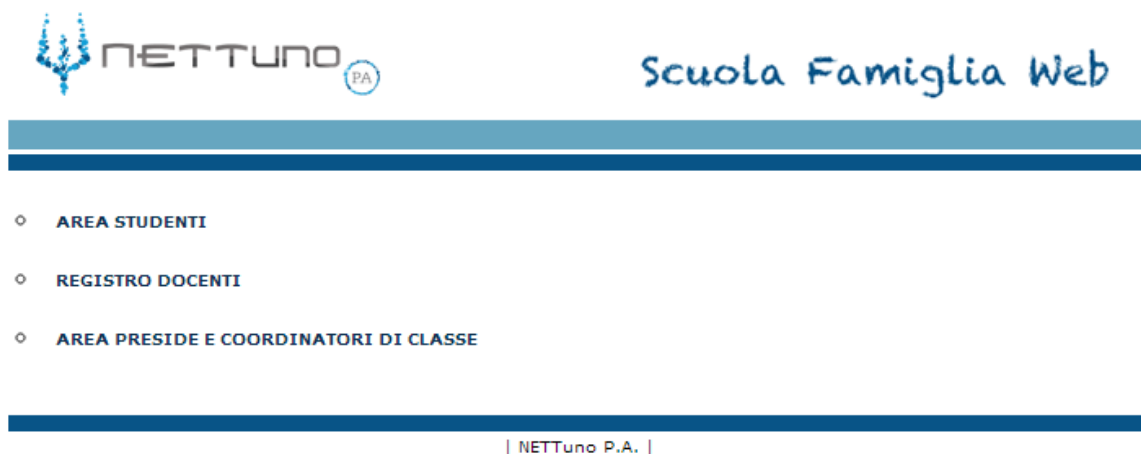 NETTUNO PA
Scuola Famiglia Web
AREA STUDENTI
REGISTRO DOCENTI
AREA PRESIDE E COORDINATORI DI CLASSE
| NETTuno P.A. |